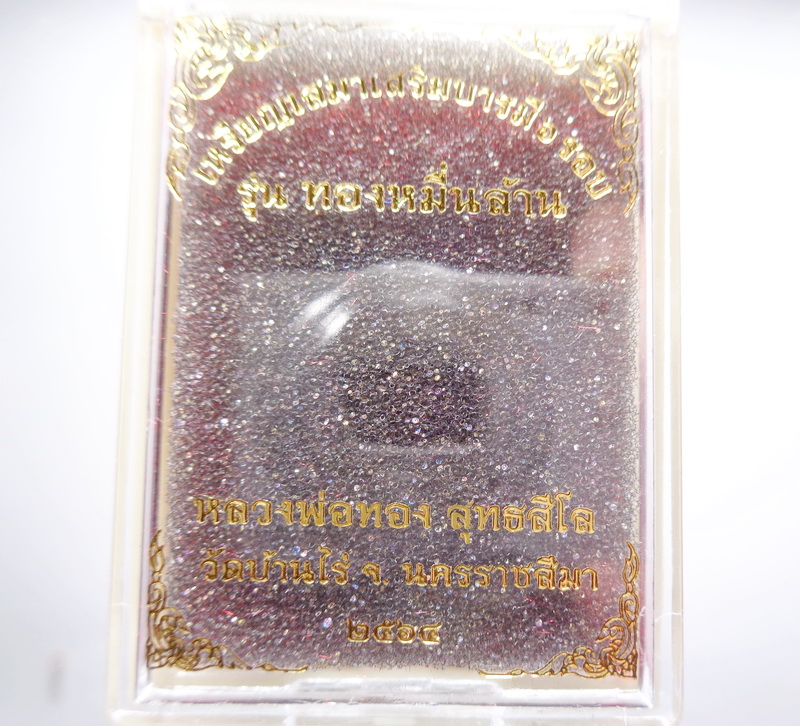 เหรียญเสมาเสริมบารมี ๖ รอบ
รุ่น ทองหมื่นล้าน
หลวงพ่อทอง สุทธสีโล
วัดบ้านไร่ จ. นครราชสีมา
๒๕๖๔